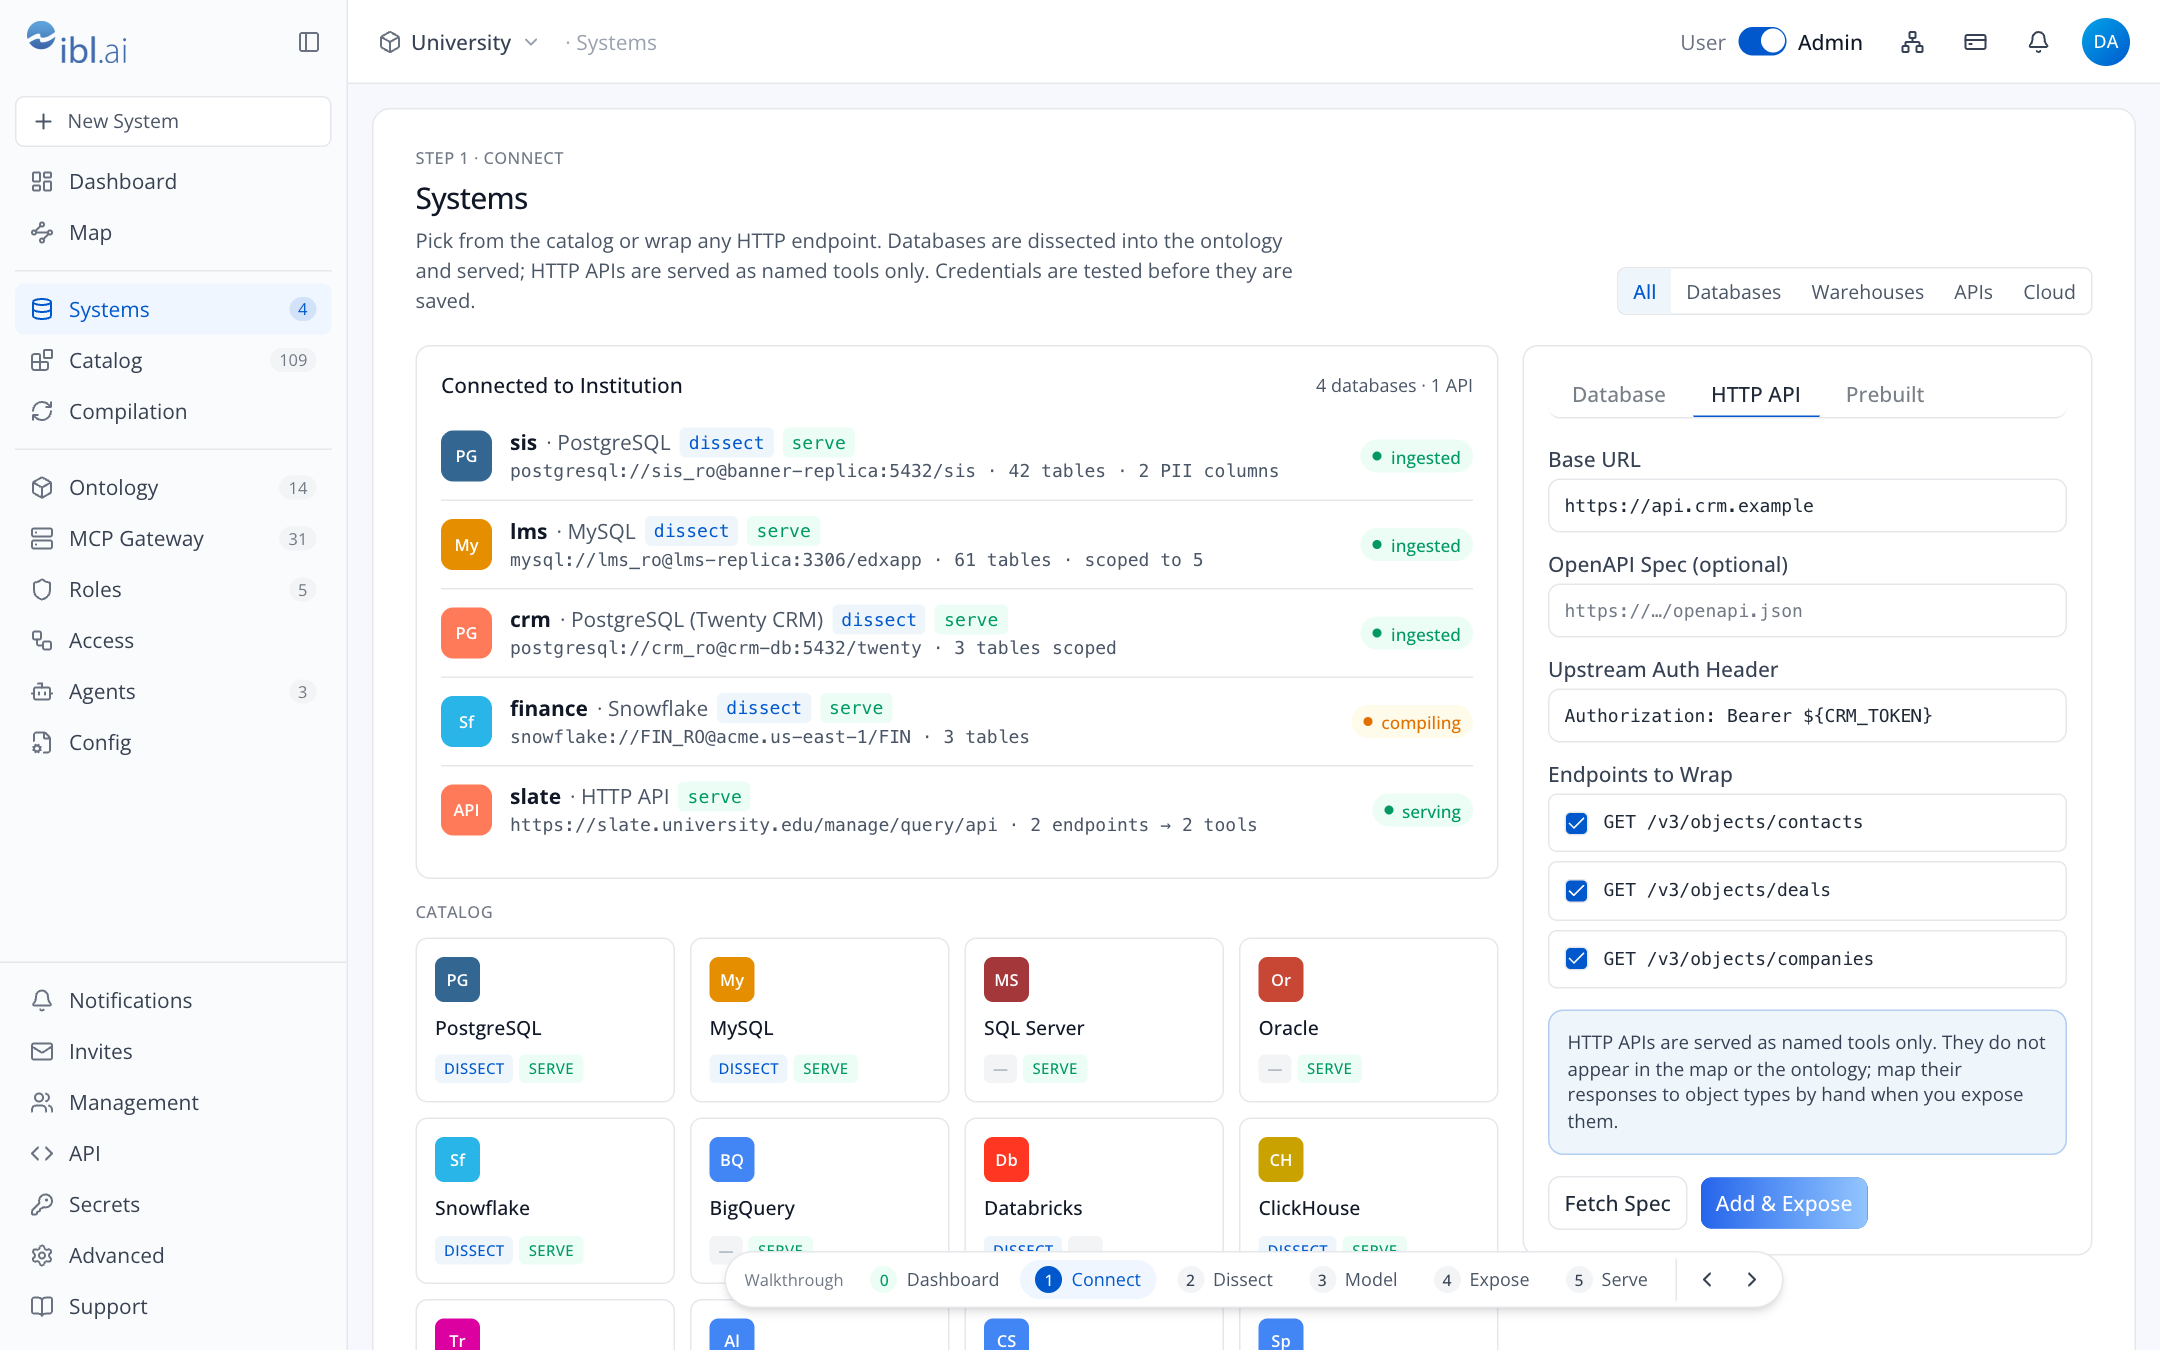 ibl.ai
New System
Dashboard
Map
Systems 4
Catalog 109
Compilation
Ontology 14
MCP Gateway 31
Roles 5
Access
Agents 3
Config
Notifications
Invites
Management
API
Secrets
Advanced
Support
University · Systems
User Admin DA
STEP 1 · CONNECT
Systems
Pick from the catalog or wrap any HTTP endpoint. Databases are dissected into the ontology
and served; HTTP APIs are served as named tools only. Credentials are tested before they are
saved.
All Databases Warehouses APIs Cloud
Connected to Institution 4 databases · 1 API
PG sis · PostgreSQL dissect serve
postgresql://sis_ro@banner-replica:5432/sis · 42 tables · 2 PII columns
ingested
My lms · MySQL dissect serve
mysql://lms_ro@lms-replica:3306/edxapp · 61 tables · scoped to 5
ingested
PG crm · PostgreSQL (Twenty CRM) dissect serve
postgresql://crm_ro@crm-db:5432/twenty · 3 tables scoped
ingested
Sf finance · Snowflake dissect serve
snowflake://FIN_RO@acme.us-east-1/FIN · 3 tables
compiling
API slate · HTTP API serve
https://slate.university.edu/manage/query/api · 2 endpoints → 2 tools
serving
CATALOG
PG My MS Or
PostgreSQL MySQL SQL Server Oracle
DISSECT SERVE DISSECT SERVE — SERVE — SERVE
Sf BQ Db CH
Snowflake BigQuery Databricks ClickHouse
DISSECT SERVE — SERVE DISSECT — DISSECT SERVE
Tr Al CS Sp
Database HTTP API Prebuilt
Base URL
https://api.crm.example
OpenAPI Spec (optional)
https://…/openapi.json
Upstream Auth Header
Authorization: Bearer ${CRM_TOKEN}
Endpoints to Wrap
GET /v3/objects/contacts
GET /v3/objects/deals
GET /v3/objects/companies
HTTP APIs are served as named tools only. They do not
appear in the map or the ontology; map their
responses to object types by hand when you expose
them.
Fetch Spec Add & Expose
Walkthrough 0 Dashboard 1 Connect 2 Dissect 3 Model 4 Expose 5 Serve